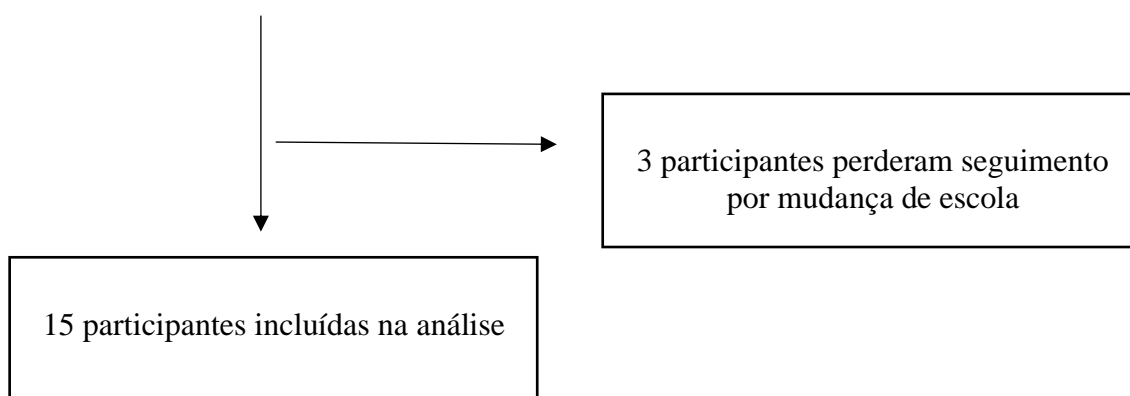 3 participantes perderam seguimento
por mudança de escola
15 participantes incluídas na análise